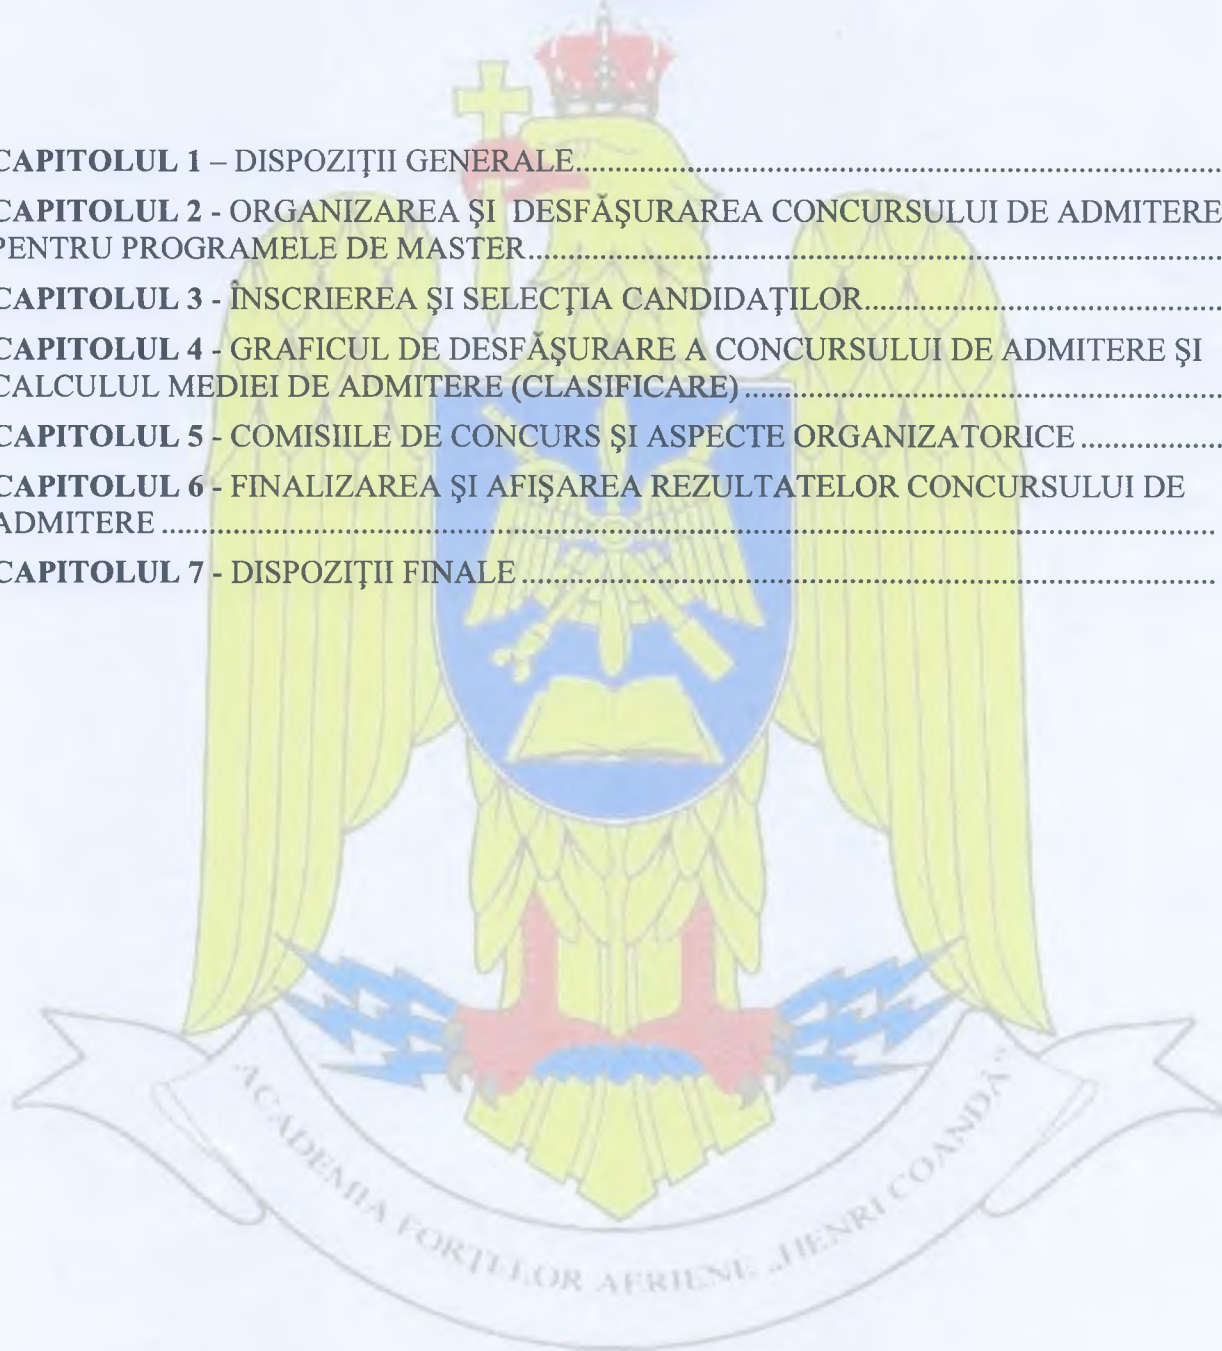 CAPITOLUL 1 – DISPOZIŢII GENERALE
CAPITOLUL 2 - ORGANIZAREA ŞI DESFĂŞURAREA CONCURSULUI DE ADMITERE
PENTRU PROGRAMELE DE MASTER
CAPITOLUL 3 - ÎNSCRIEREA ŞI SELECŢIA CANDIDAŢILOR
CAPITOLUL 4 - GRAFICUL DE DESFĂŞURARE A CONCURSULUI DE ADMITERE ŞI
CALCULUL MEDIEI DE ADMITERE (CLASIFICARE)
CAPITOLUL 5 - COMISIILE DE CONCURS ŞI ASPECTE ORGANIZATORICE
CAPITOLUL 6 - FINALIZAREA ŞI AFIŞAREA REZULTATELOR CONCURSULUI DE
ADMITERE
CAPITOLUL 7 - DISPOZIŢII FINALE
ACADEMIA FORŢELOR AERIENE „HENRI COANDĂ“